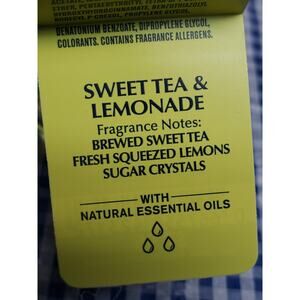 DENATONIUM BENZOATE, DIPROPYLENE GLYCOL,
COLORANTS. CONTAINS FRAGRANCE ALLERGENS.
SWEET TEA &
LEMONADE
Fragrance Notes:
BREWED SWEET TEA
FRESH SQUEEZED LEMONS
SUGAR CRYSTALS
WITH
NATURAL ESSENTIAL OILS